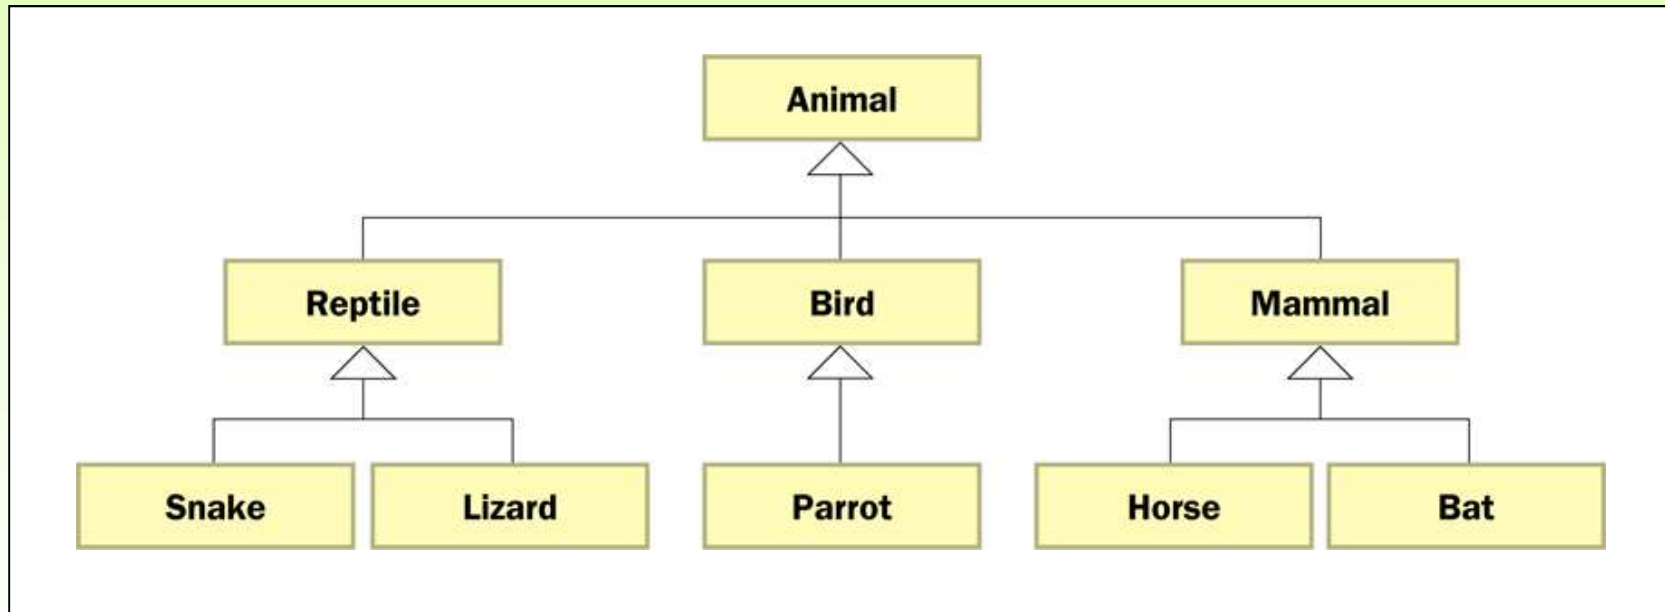 Animal
Reptile
Bird
Mammal
Snake
Lizard
Parrot
Horse
Bat